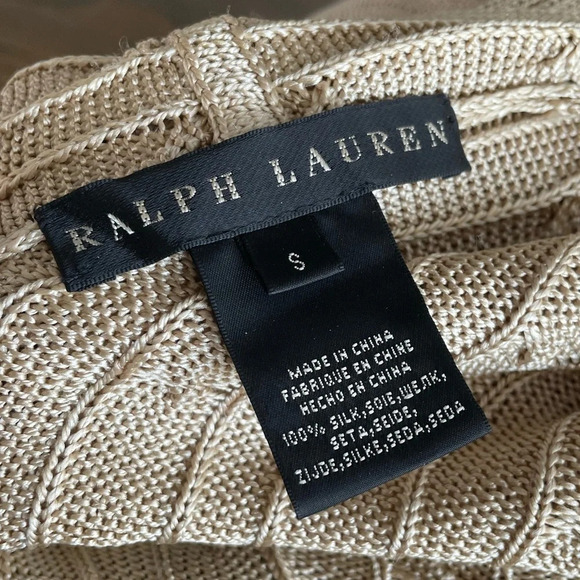 RALPH LAUREN
S
MADE IN CHINA
FABRIQUE EN CHINE
HECHO EN CHINA
100% SILK,SOIE,ШЕЛК,
SETA,SEIDE,
ZIJDE,SILKE,SEDA,SEDA